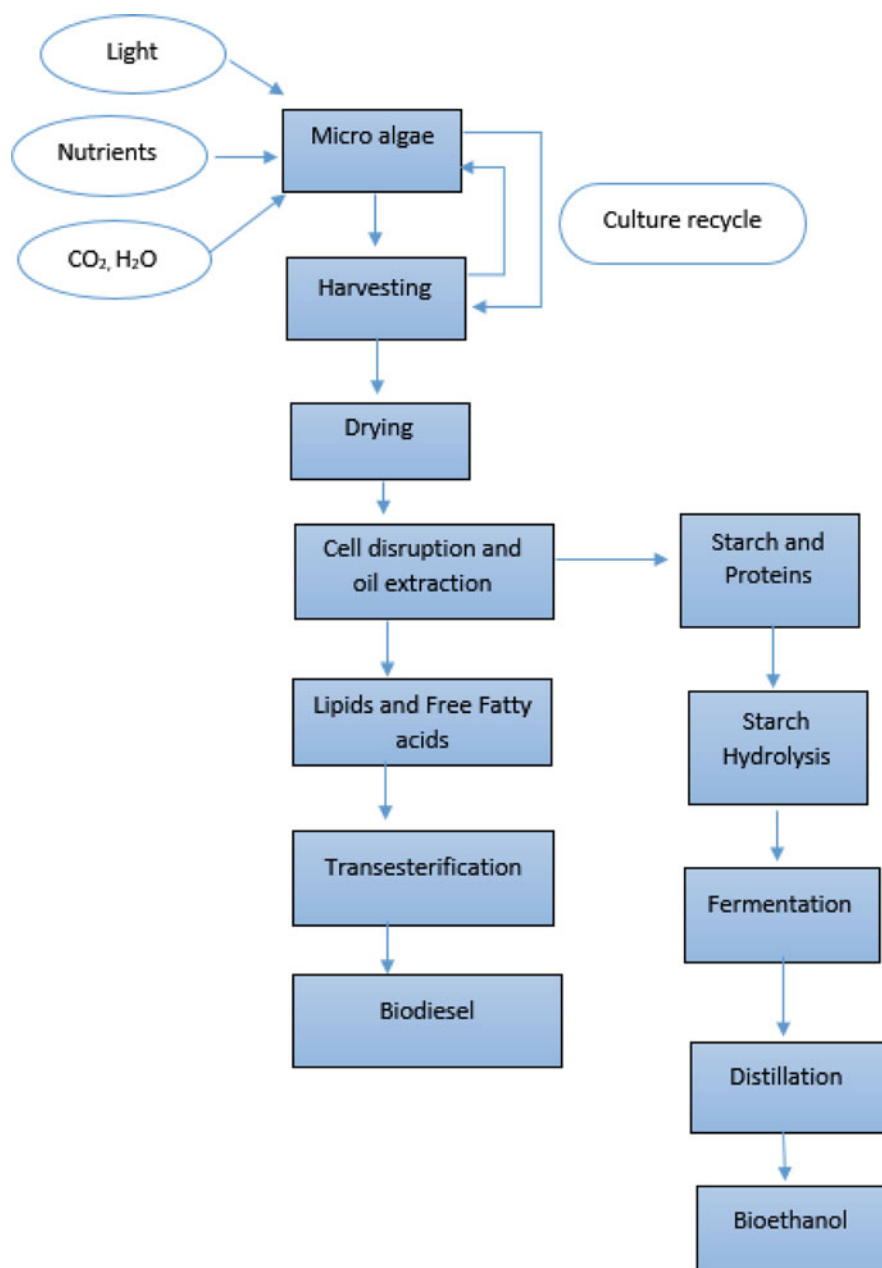 Light
Micro algae
Nutrients
Culture recycle
CO₂, H₂O
Harvesting
Drying
Cell disruption and
oil extraction
Starch and
Proteins
Lipids and Free Fatty
acids
Starch
Hydrolysis
Transesterification
Fermentation
Biodiesel
Distillation
Bioethanol